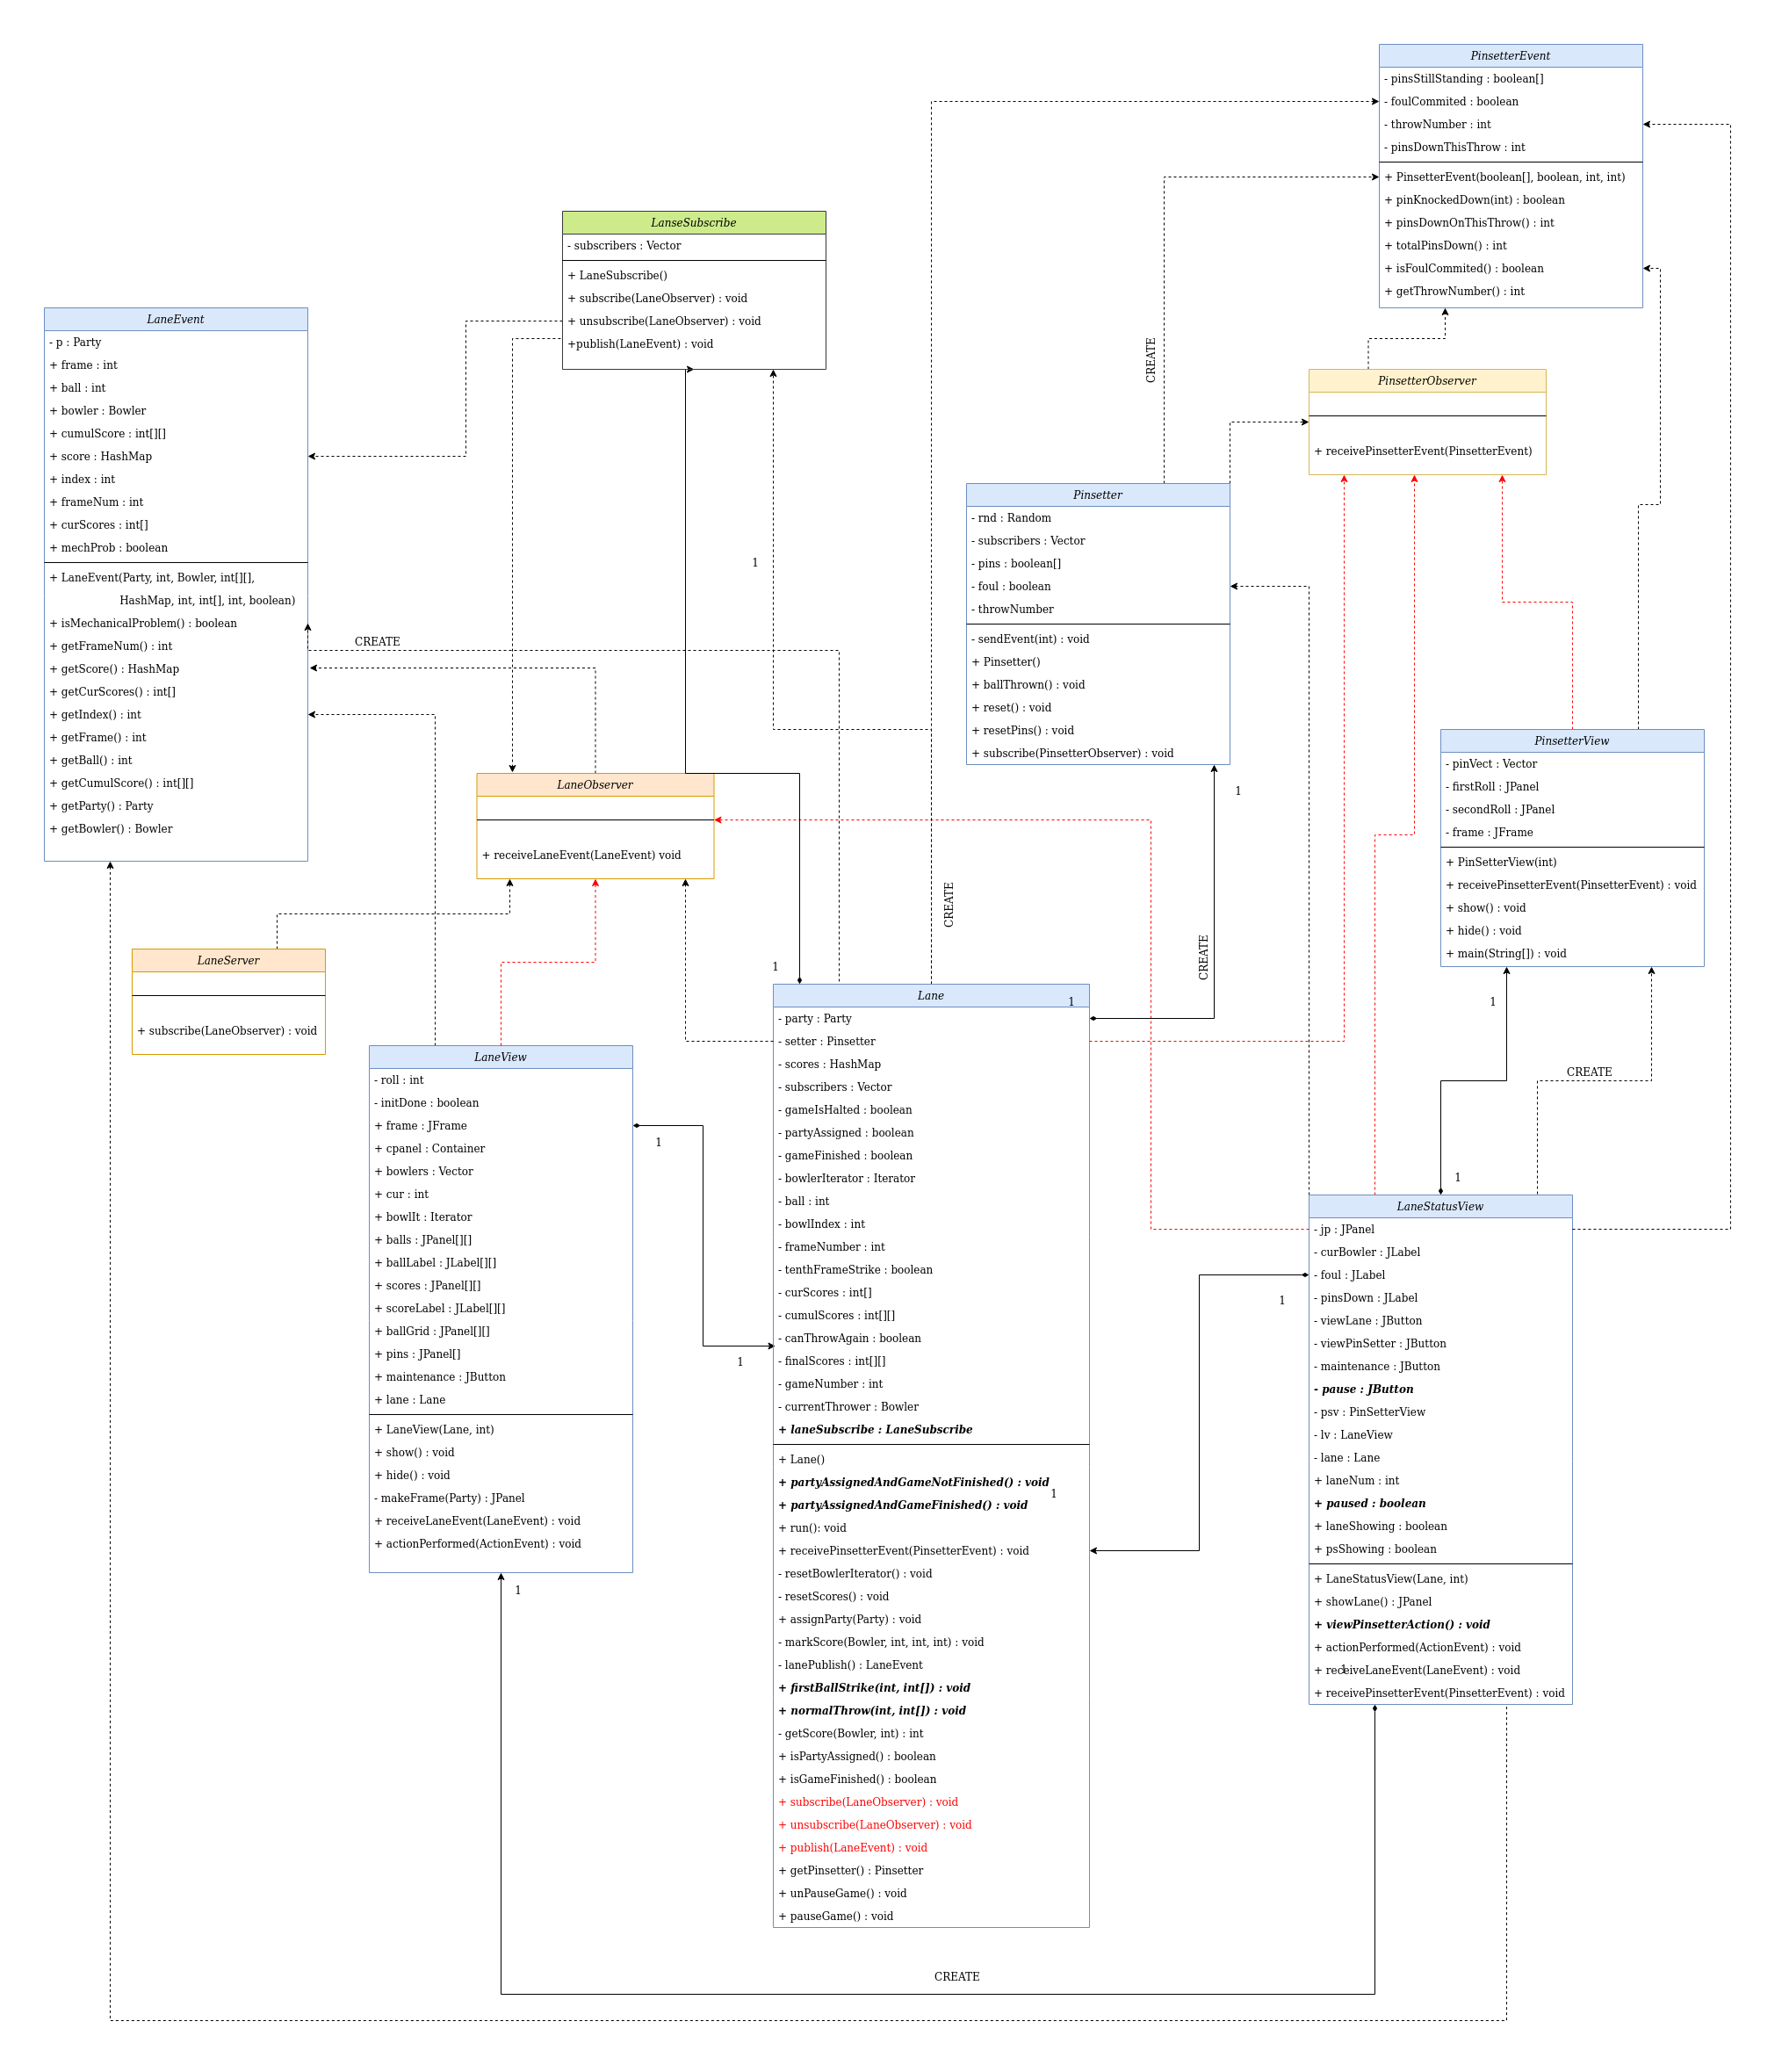 PinsetterEvent
- pinsStillStanding : boolean[]
- foulCommited : boolean
- throwNumber : int
- pinsDownThisThrow : int
+ PinsetterEvent(boolean[], boolean, int, int)
+ pinKnockedDown(int) : boolean
+ pinsDownOnThisThrow() : int
+ totalPinsDown() : int
+ isFoulCommited() : boolean
+ getThrowNumber() : int
LanseSubscribe
- subscribers : Vector
+ LaneSubscribe()
+ subscribe(LaneObserver) : void
+ unsubscribe(LaneObserver) : void
+publish(LaneEvent) : void
LaneEvent
- p : Party
+ frame : int
+ ball : int
+ bowler : Bowler
+ cumulScore : int[][]
+ score : HashMap
+ index : int
+ frameNum : int
+ curScores : int[]
+ mechProb : boolean
+ LaneEvent(Party, int, Bowler, int[][],
HashMap, int, int[], int, boolean)
+ isMechanicalProblem() : boolean
+ getFrameNum() : int
+ getScore() : HashMap
+ getCurScores() : int[]
+ getIndex() : int
+ getFrame() : int
+ getBall() : int
+ getCumulScore() : int[][]
+ getParty() : Party
+ getBowler() : Bowler
CREATE
PinsetterObserver
+ receivePinsetterEvent(PinsetterEvent)
Pinsetter
- rnd : Random
- subscribers : Vector
- pins : boolean[]
- foul : boolean
- throwNumber
- sendEvent(int) : void
+ Pinsetter()
+ ballThrown() : void
+ reset() : void
+ resetPins() : void
+ subscribe(PinsetterObserver) : void
1
CREATE
1
PinsetterView
- pinVect : Vector
- firstRoll : JPanel
- secondRoll : JPanel
- frame : JFrame
+ PinSetterView(int)
+ receivePinsetterEvent(PinsetterEvent) : void
+ show() : void
+ hide() : void
+ main(String[]) : void
LaneObserver
+ receiveLaneEvent(LaneEvent) void
CREATE
CREATE
LaneServer
+ subscribe(LaneObserver) : void
1
1
1
CREATE
LaneView
- roll : int
- initDone : boolean
+ frame : JFrame
+ cpanel : Container
+ bowlers : Vector
+ cur : int
+ bowlIt : Iterator
+ balls : JPanel[][]
+ ballLabel : JLabel[][]
+ scores : JPanel[][]
+ scoreLabel : JLabel[][]
+ ballGrid : JPanel[][]
+ pins : JPanel[]
+ maintenance : JButton
+ lane : Lane
+ LaneView(Lane, int)
+ show() : void
+ hide() : void
- makeFrame(Party) : JPanel
+ receiveLaneEvent(LaneEvent) : void
+ actionPerformed(ActionEvent) : void
1
1
1
Lane
- party : Party
- setter : Pinsetter
- scores : HashMap
- subscribers : Vector
- gameIsHalted : boolean
- partyAssigned : boolean
- gameFinished : boolean
- bowlerIterator : Iterator
- ball : int
- bowlIndex : int
- frameNumber : int
- tenthFrameStrike : boolean
- curScores : int[]
- cumulScores : int[][]
- canThrowAgain : boolean
- finalScores : int[][]
- gameNumber : int
- currentThrower : Bowler
+ laneSubscribe : LaneSubscribe
+ Lane()
+ partyAssignedAndGameNotFinished() : void
1
+ partyAssignedAndGameFinished() : void
+ run(): void
+ receivePinsetterEvent(PinsetterEvent) : void
- resetBowlerIterator() : void
- resetScores() : void
+ assignParty(Party) : void
- markScore(Bowler, int, int, int) : void
- lanePublish() : LaneEvent
+ firstBallStrike(int, int[]) : void
+ normalThrow(int, int[]) : void
- getScore(Bowler, int) : int
+ isPartyAssigned() : boolean
+ isGameFinished() : boolean
+ subscribe(LaneObserver) : void
+ unsubscribe(LaneObserver) : void
+ publish(LaneEvent) : void
+ getPinsetter() : Pinsetter
+ unPauseGame() : void
+ pauseGame() : void
1
1
LaneStatusView
- jp : JPanel
- curBowler : JLabel
- foul : JLabel
- pinsDown : JLabel
- viewLane : JButton
- viewPinSetter : JButton
- maintenance : JButton
- pause : JButton
- psv : PinSetterView
- lv : LaneView
- lane : Lane
+ laneNum : int
+ paused : boolean
+ laneShowing : boolean
+ psShowing : boolean
+ LaneStatusView(Lane, int)
+ showLane() : JPanel
+ viewPinsetterAction() : void
+ actionPerformed(ActionEvent) : void
+ receiveLaneEvent(LaneEvent) : void
1
+ receivePinsetterEvent(PinsetterEvent) : void
CREATE